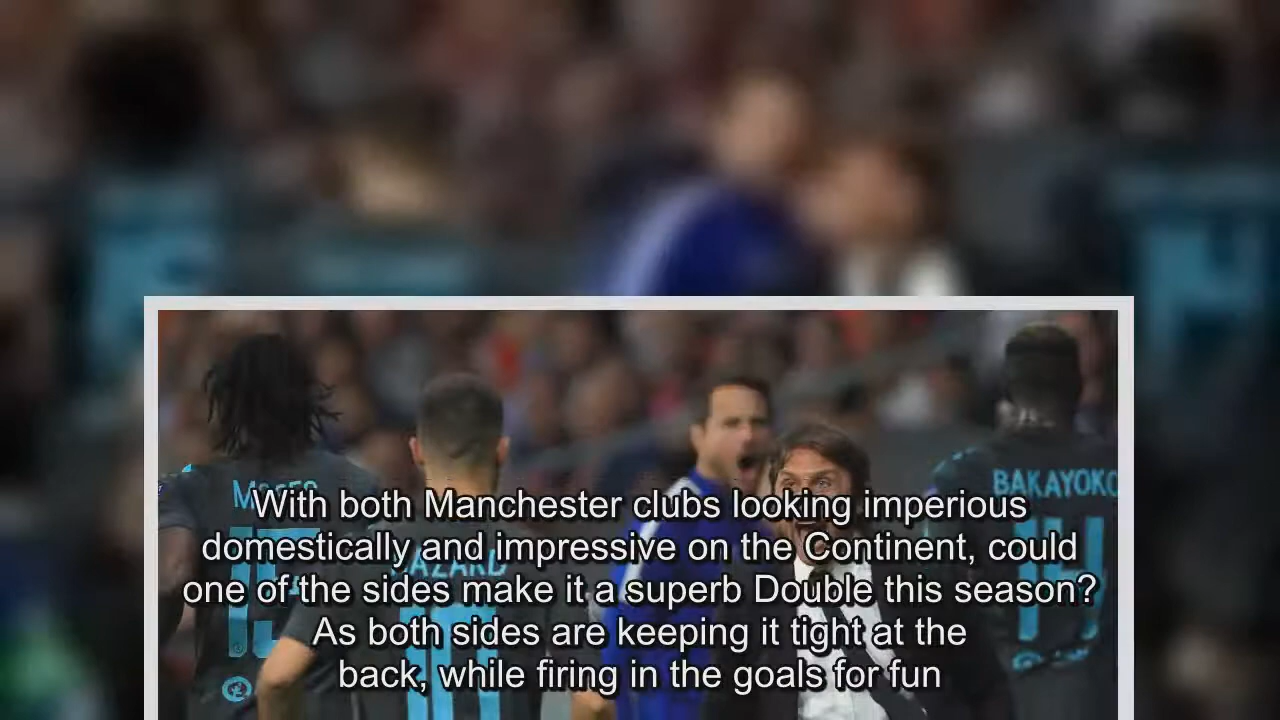 With both Manchester clubs looking imperious
domestically and impressive on the Continent, could
one of the sides make it a superb Double this season?
As both sides are keeping it tight at the
back, while firing in the goals for fun
BAKAYOKO
14
10